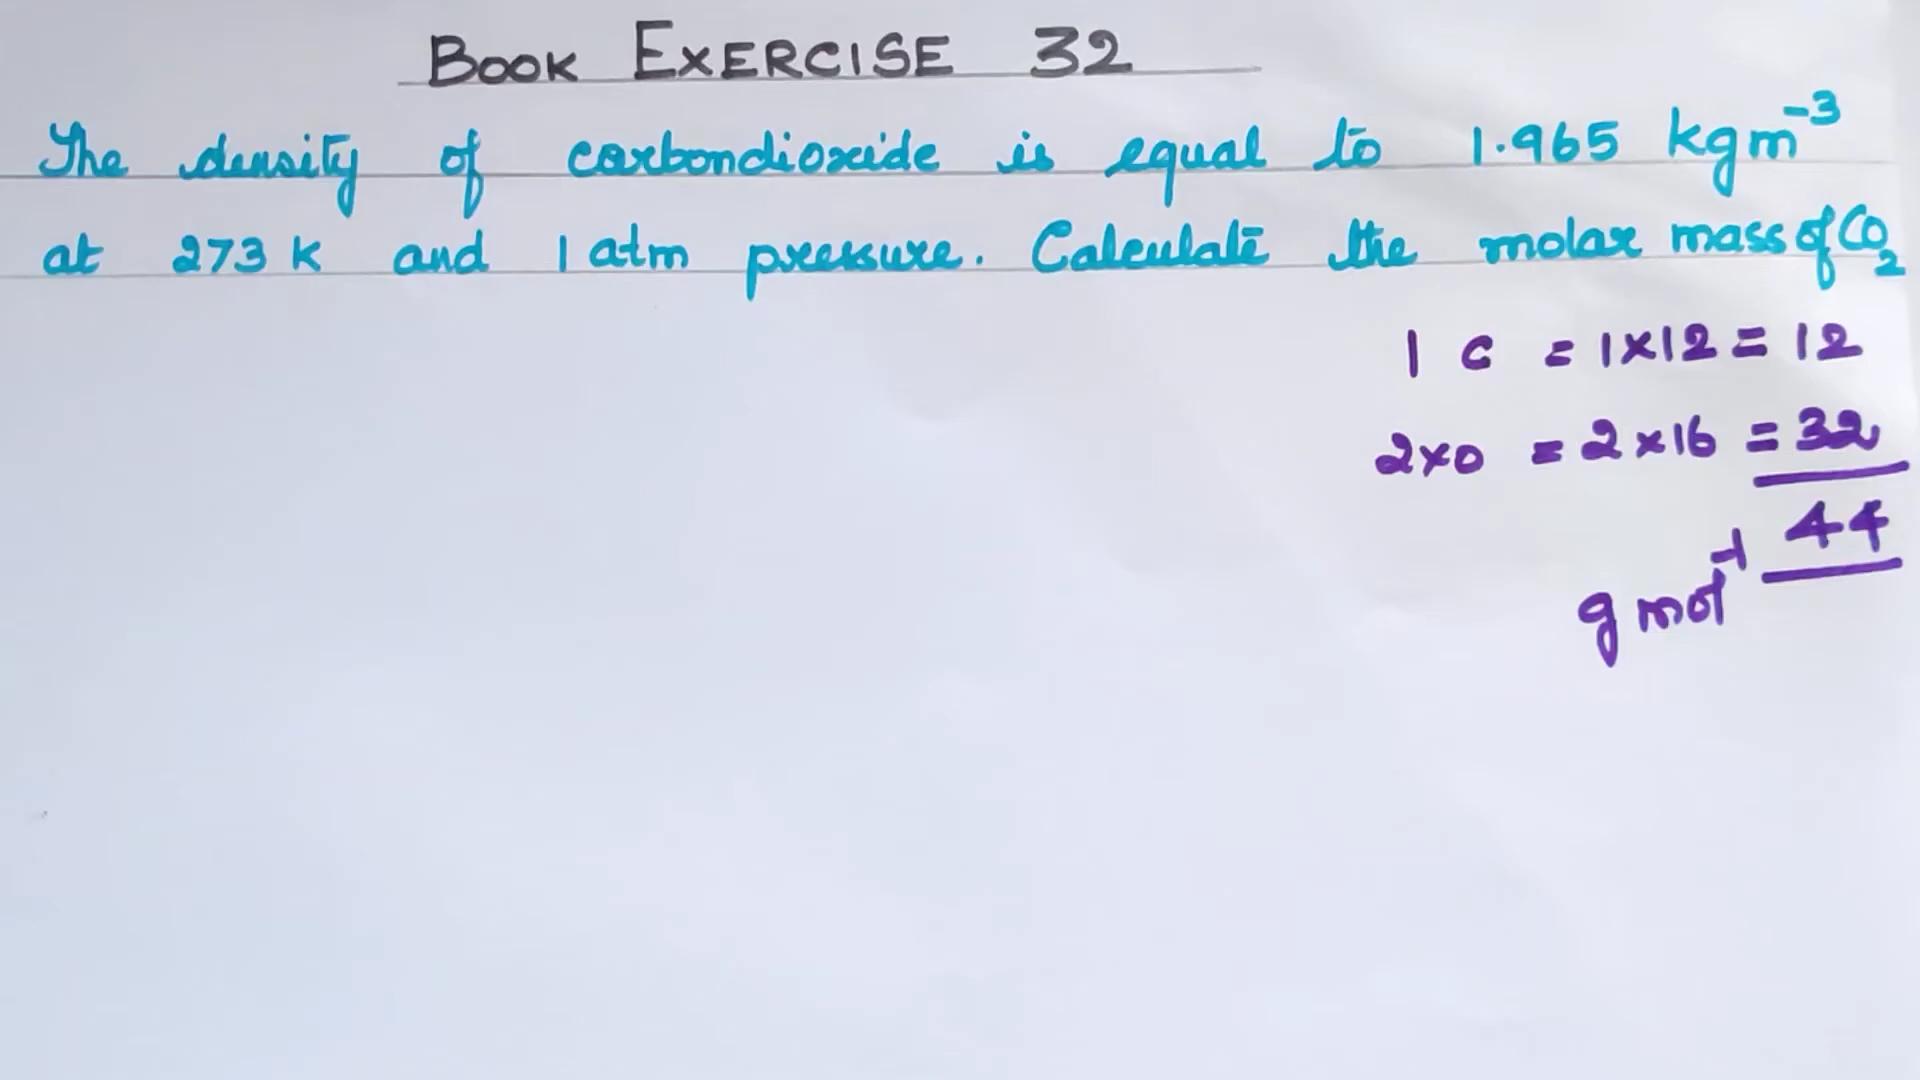 BOOK EXERCISE 32
The density of carbondioxide is equal to 1.965 kgm⁻³
at 273 K and 1 atm pressure. Calculate the molar mass of CO₂
1 C = 1×12 = 12
2×O = 2×16 = 32
44
g mol⁻¹